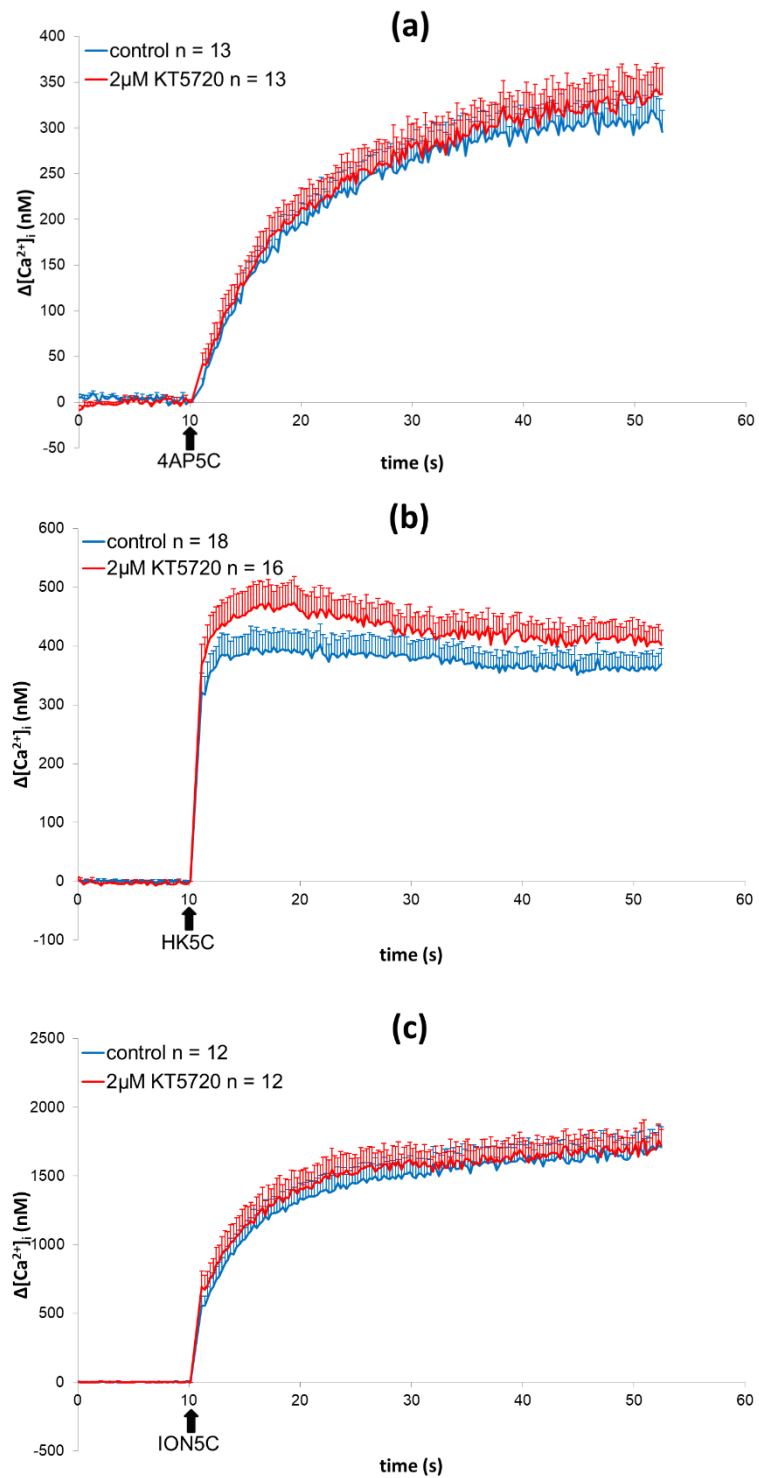 (a)
control n = 13
2µM KT5720 n = 13
400
350
300
250
200
150
100
50
0
-50
Δ[Ca²⁺]ᵢ (nM)
0
10
20
30
40
50
60
4AP5C
time (s)
(b)
control n = 18
2µM KT5720 n = 16
600
500
400
300
200
100
0
-100
Δ[Ca²⁺]ᵢ (nM)
0
10
20
30
40
50
60
HK5C
time (s)
(c)
control n = 12
2µM KT5720 n = 12
2500
2000
1500
1000
500
0
-500
Δ[Ca²⁺]ᵢ (nM)
0
10
20
30
40
50
60
ION5C
time (s)